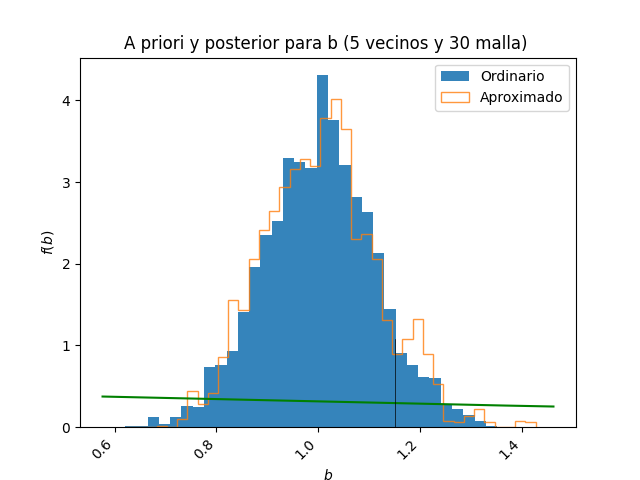 A priori y posterior para b (5 vecinos y 30 malla)
Ordinario
Aproximado
f(b)
4
3
2
1
0
0.6
0.8
1.0
1.2
1.4
b